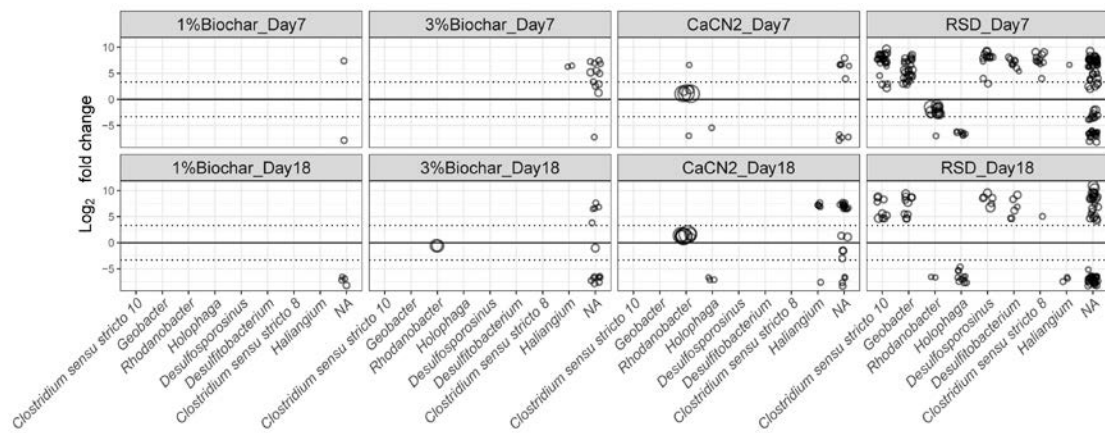 1%Biochar_Day7 3%Biochar_Day7 CaCN2_Day7 RSD_Day7
10
5
0
−5
1%Biochar_Day18 3%Biochar_Day18 CaCN2_Day18 RSD_Day18
10
5
0
−5
Log2 fold change
Clostridium sensu stricto 10
Geobacter
Rhodanobacter
Holophaga
Desulfosporosinus
Desulfitobacterium
Clostridium sensu stricto 8
Haliangium
NA
Clostridium sensu stricto 10
Geobacter
Rhodanobacter
Holophaga
Desulfosporosinus
Desulfitobacterium
Clostridium sensu stricto 8
Haliangium
NA
Clostridium sensu stricto 10
Geobacter
Rhodanobacter
Holophaga
Desulfosporosinus
Desulfitobacterium
Clostridium sensu stricto 8
Haliangium
NA
Clostridium sensu stricto 10
Geobacter
Rhodanobacter
Holophaga
Desulfosporosinus
Desulfitobacterium
Clostridium sensu stricto 8
Haliangium
NA